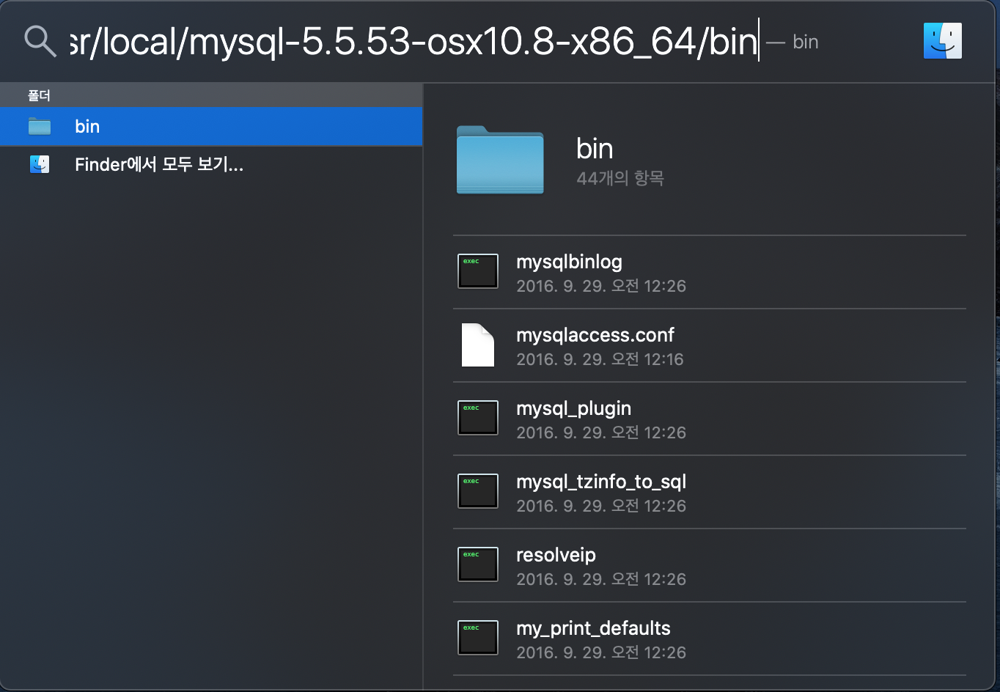 sr/local/mysql-5.5.53-osx10.8-x86_64/bin — bin
폴더
bin
Finder에서 모두 보기...
bin
44개의 항목
exec
mysqlbinlog
2016. 9. 29. 오전 12:26
mysqlaccess.conf
2016. 9. 29. 오전 12:16
exec
mysql_plugin
2016. 9. 29. 오전 12:26
exec
mysql_tzinfo_to_sql
2016. 9. 29. 오전 12:26
exec
resolveip
2016. 9. 29. 오전 12:26
exec
my_print_defaults
2016. 9. 29. 오전 12:26